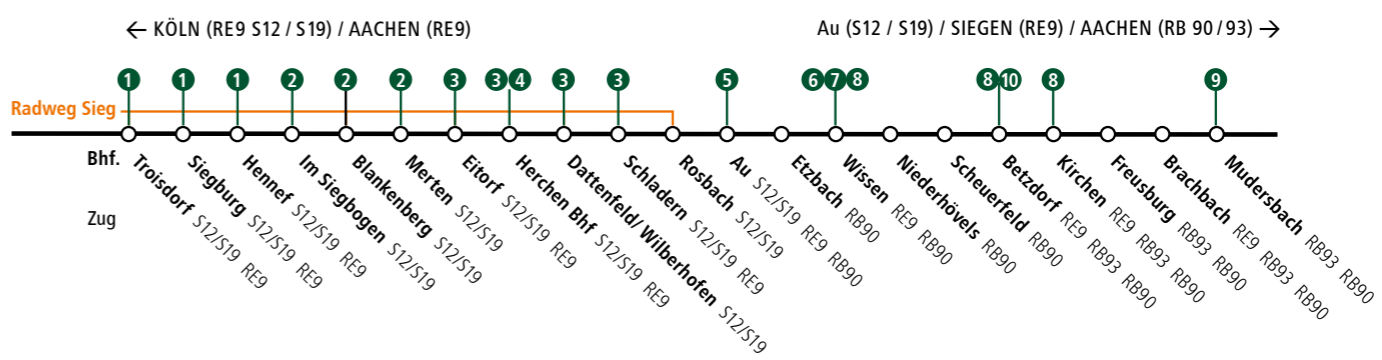 ← KÖLN (RE9 S12 / S19) / AACHEN (RE9)
Au (S12 / S19) / SIEGEN (RE9) / AACHEN (RB 90 / 93) →
1 1 1 2 2 2 3 3 4 3 3 5 6 7 8 8 10 8 9
Radweg Sieg
Bhf.
Zug
Troisdorf S12/S19 RE9
Siegburg S12/S19 RE9
Hennef S12/S19 RE9
Im Siegbogen S12/S19
Blankenberg S12/S19
Merten S12/S19
Eitorf S12/S19 RE9
Herchen Bhf S12/S19 RE9
Dattenfeld/ Wilberhofen S12/S19
Schladern S12/S19 RE9
Rosbach S12/S19
Au S12/S19 RE9 RB90
Etzbach RB90
Wissen RE9 RB90
Niederhövels RB90
Scheuerfeld RB90
Betzdorf RE9 RB93 RB90
Kirchen RE9 RB93 RB90
Freusburg RB93 RB90
Brachbach RE9 RB93 RB90
Mudersbach RB93 RB90